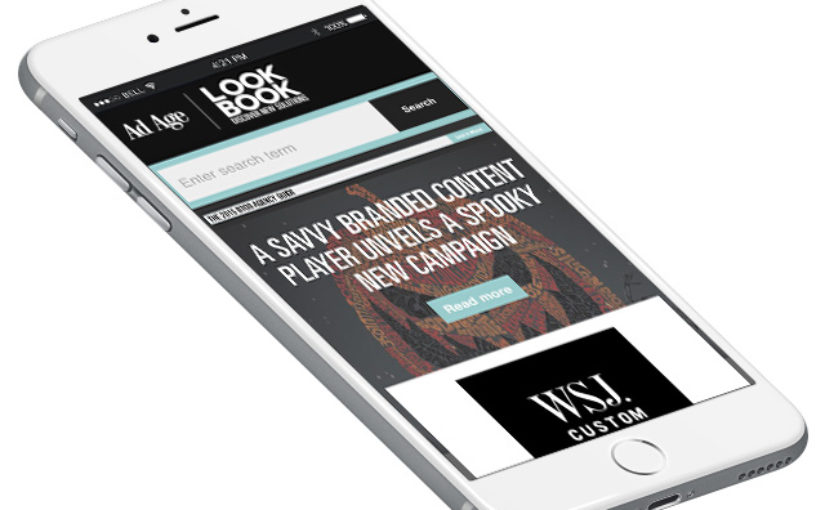 BELL
4:21 PM
100%
Ad Age
LOOK
BOOK
DISCOVER NEW SOLUTIONS
Enter search term
Search
THE 2015 BTOB AGENCY GUIDE
A SAVVY BRANDED CONTENT
PLAYER UNVEILS A SPOOKY
NEW CAMPAIGN
Read more
WSJ.
CUSTOM